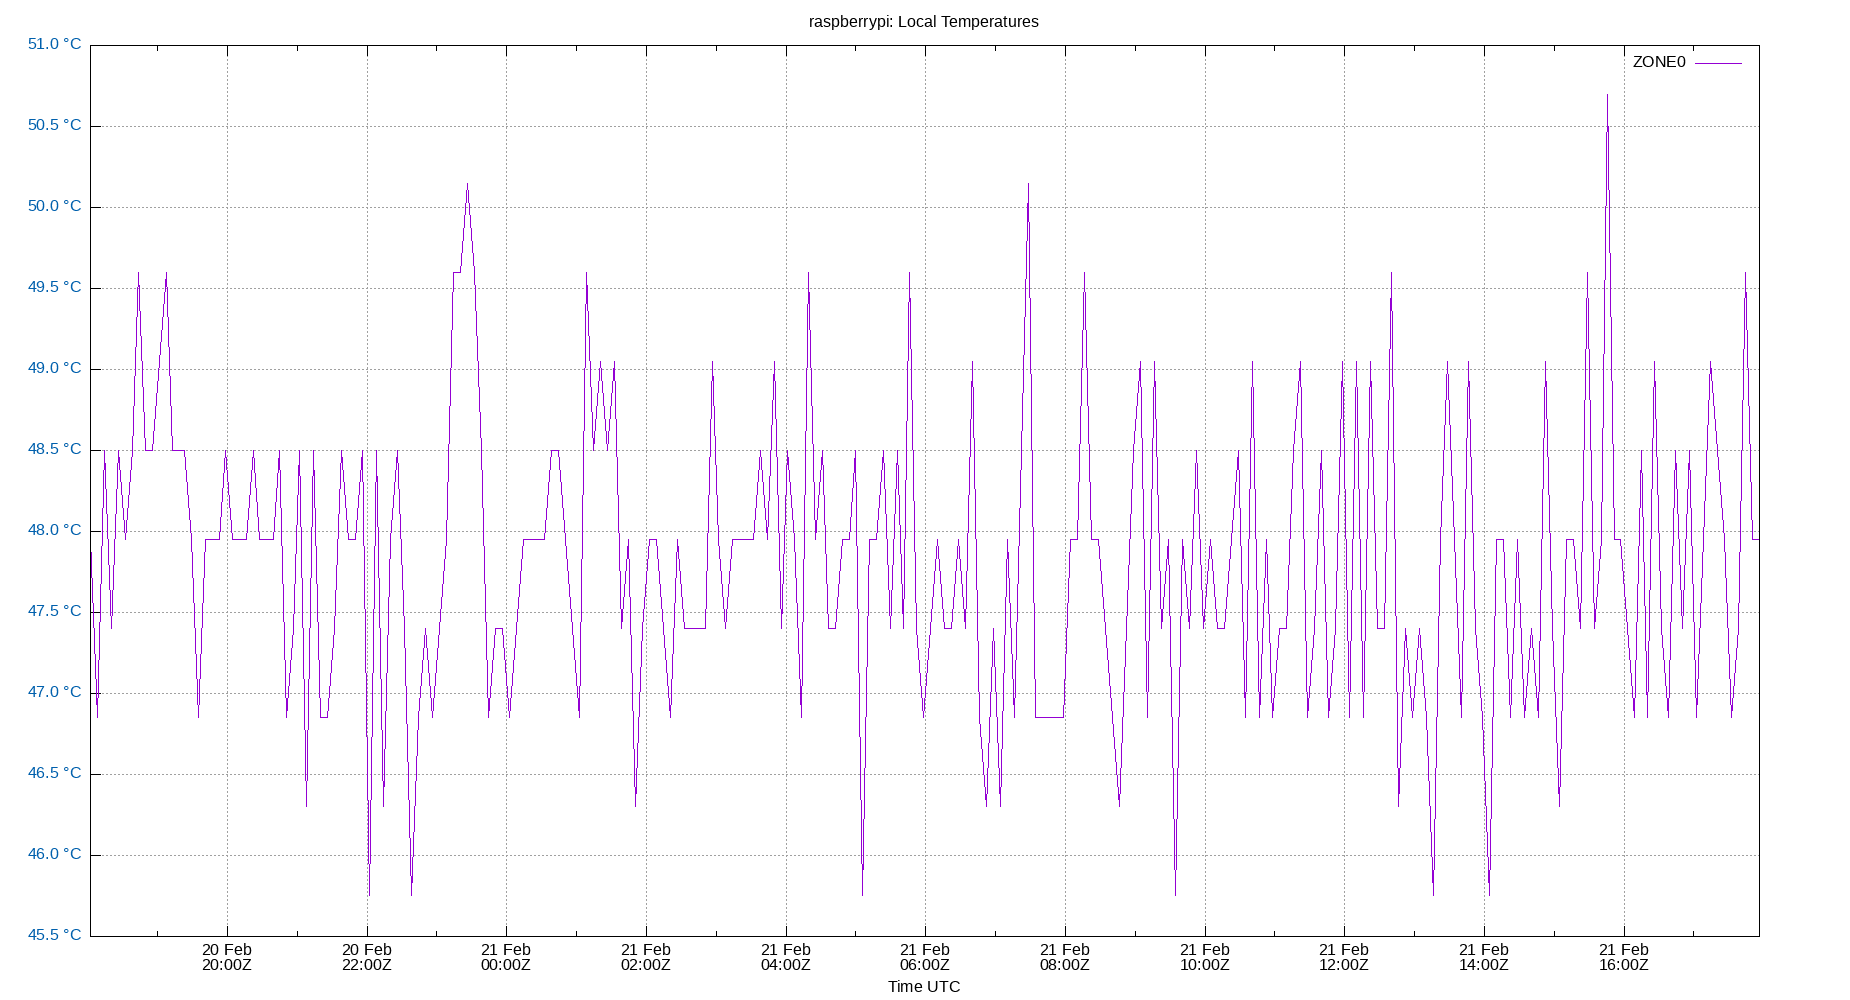 raspberrypi: Local Temperatures
ZONE0
51.0 °C
50.5 °C
50.0 °C
49.5 °C
49.0 °C
48.5 °C
48.0 °C
47.5 °C
47.0 °C
46.5 °C
46.0 °C
45.5 °C
20 Feb
20:00Z
20 Feb
22:00Z
21 Feb
00:00Z
21 Feb
02:00Z
21 Feb
04:00Z
21 Feb
06:00Z
21 Feb
08:00Z
21 Feb
10:00Z
21 Feb
12:00Z
21 Feb
14:00Z
21 Feb
16:00Z
Time UTC